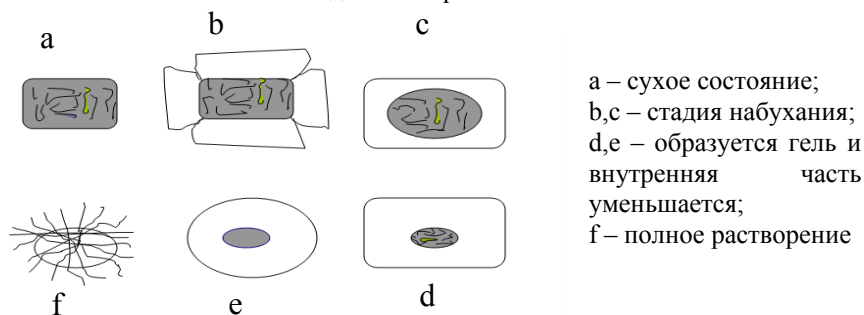 a b c
a – сухое состояние;
b,c – стадия набухания;
d,e – образуется гель и
внутренняя часть
уменьшается;
f – полное растворение
f e d